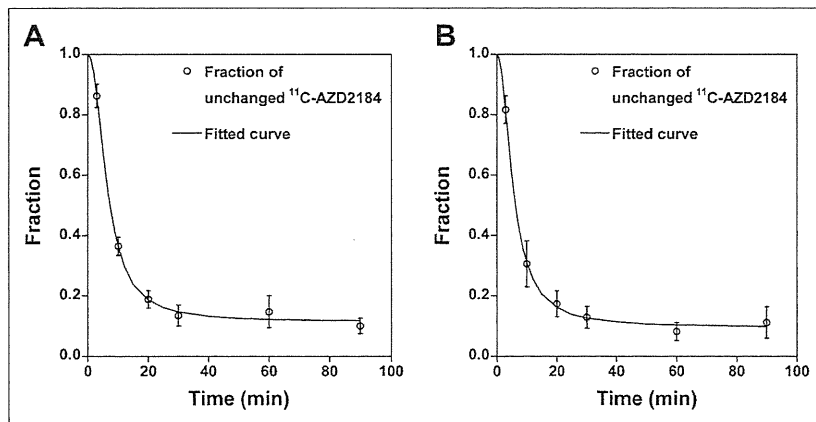 A
1.0
0.8
0.6
0.4
0.2
0.0
Fraction
0
20
40
60
80
100
Time (min)
Fraction of
unchanged ¹¹C-AZD2184
Fitted curve
B
1.0
0.8
0.6
0.4
0.2
0.0
Fraction
0
20
40
60
80
100
Time (min)
Fraction of
unchanged ¹¹C-AZD2184
Fitted curve